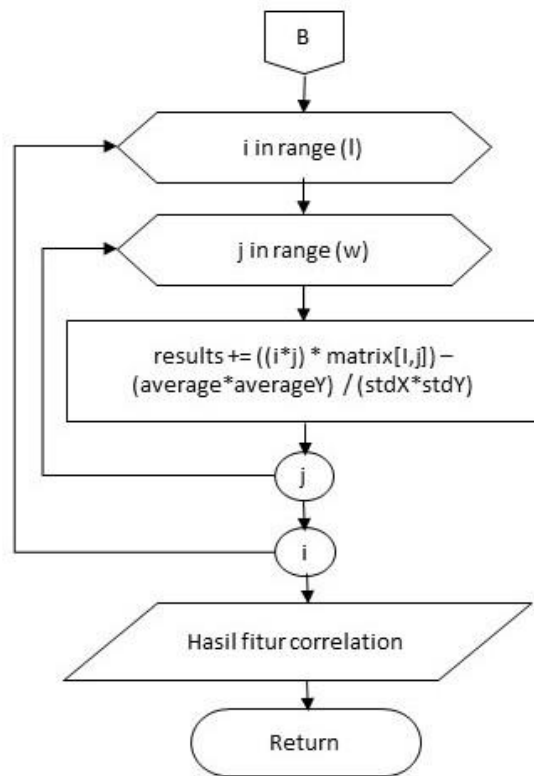 B
i in range (l)
j in range (w)
results += ((i*j) * matrix[I,j]) –
(average*averageY) / (stdX*stdY)
j
i
Hasil fitur correlation
Return